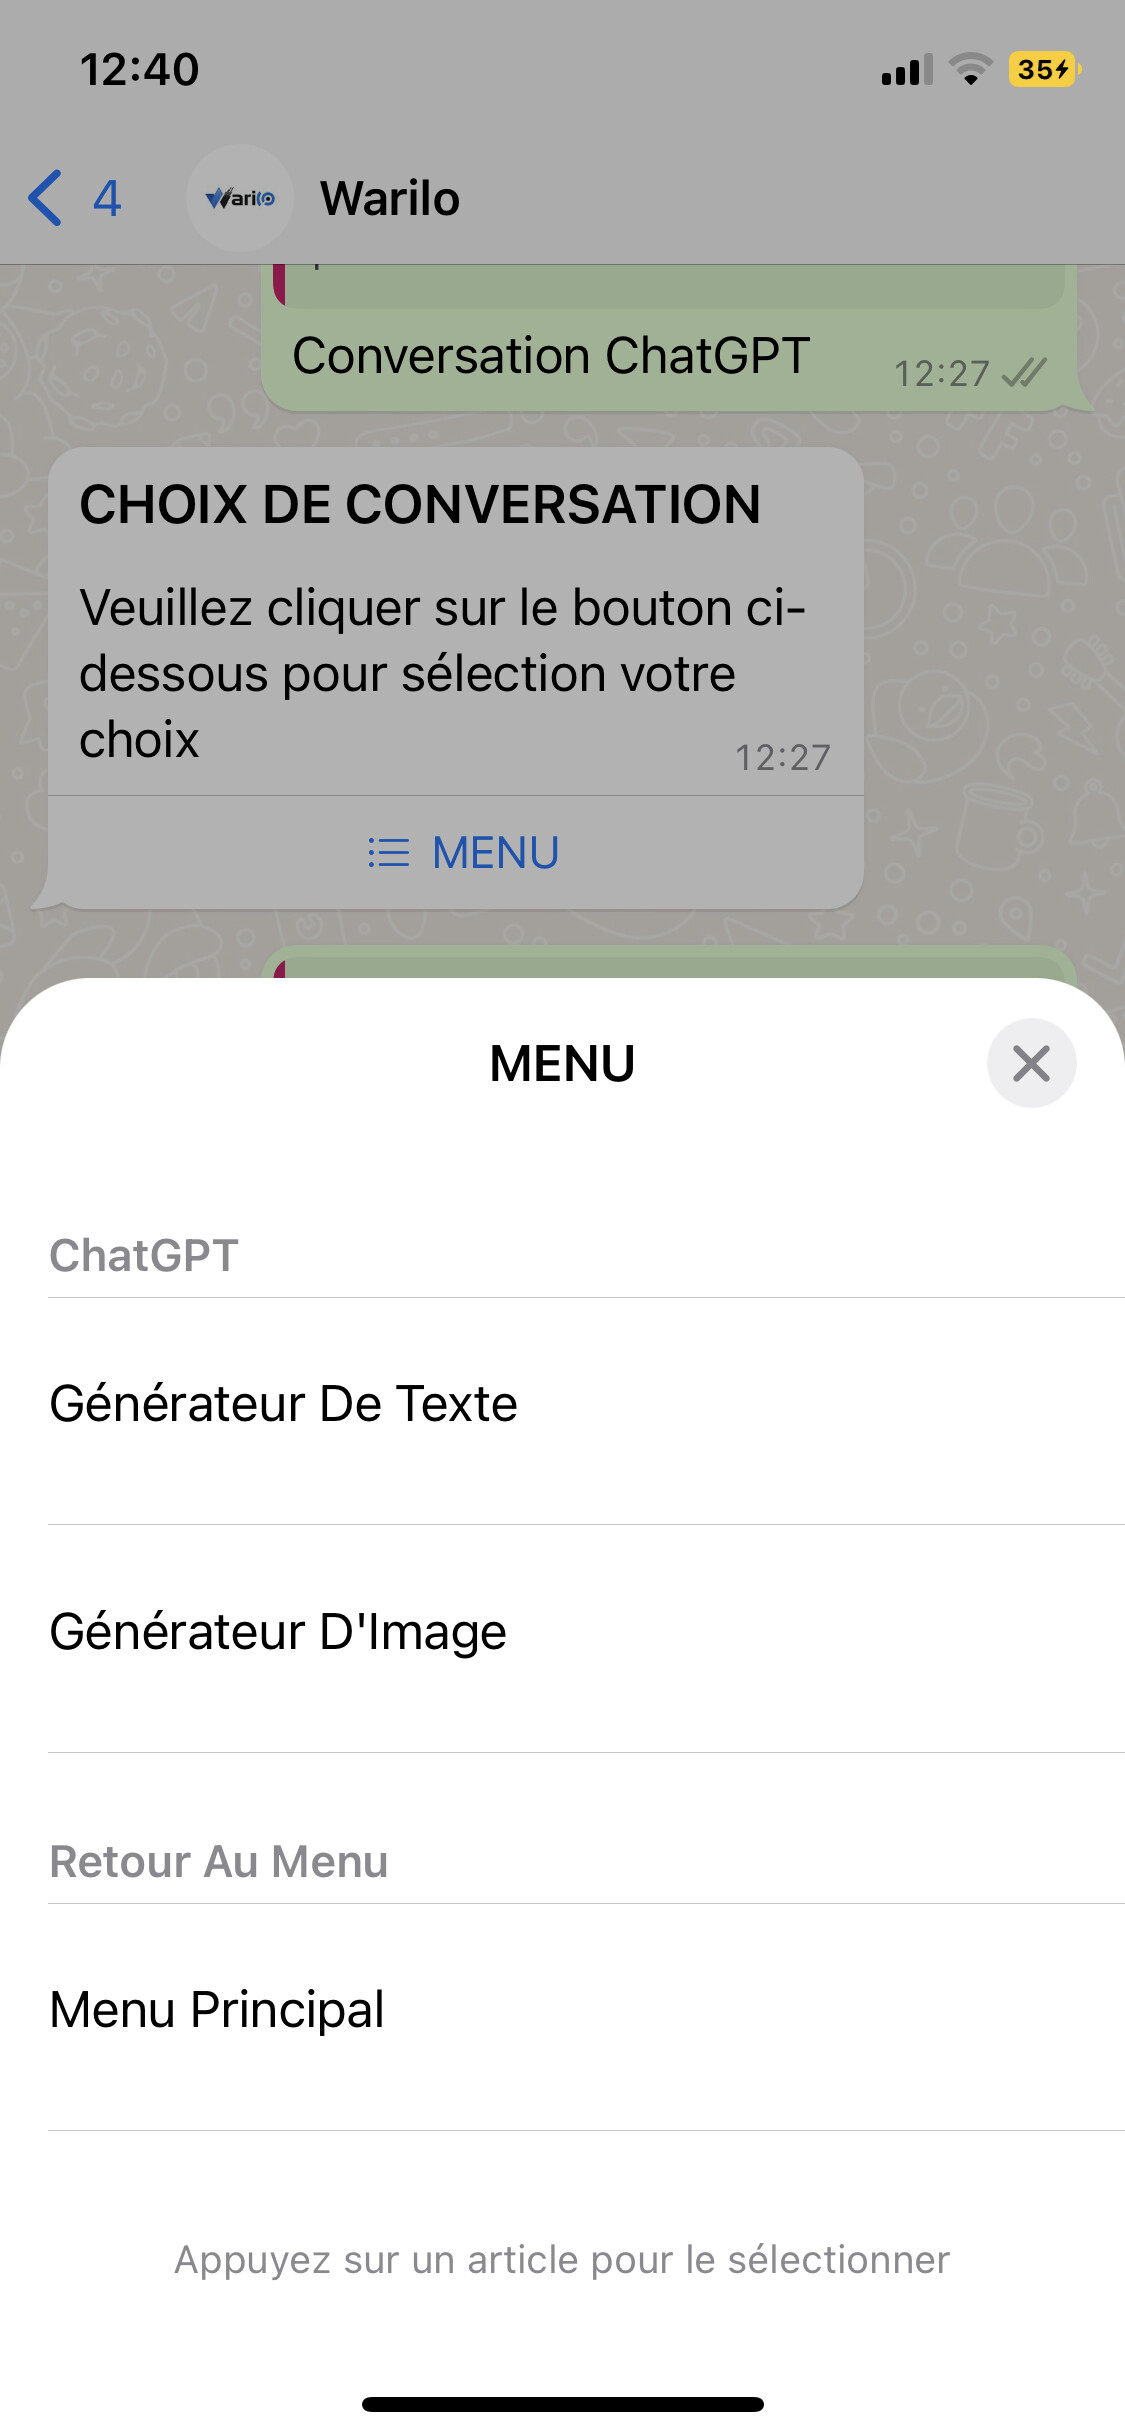 12:40
35
4
Warilo
Warilo
Conversation ChatGPT
12:27
CHOIX DE CONVERSATION
Veuillez cliquer sur le bouton ci-
dessous pour sélection votre
choix
12:27
MENU
MENU
ChatGPT
Générateur De Texte
Générateur D'Image
Retour Au Menu
Menu Principal
Appuyez sur un article pour le sélectionner